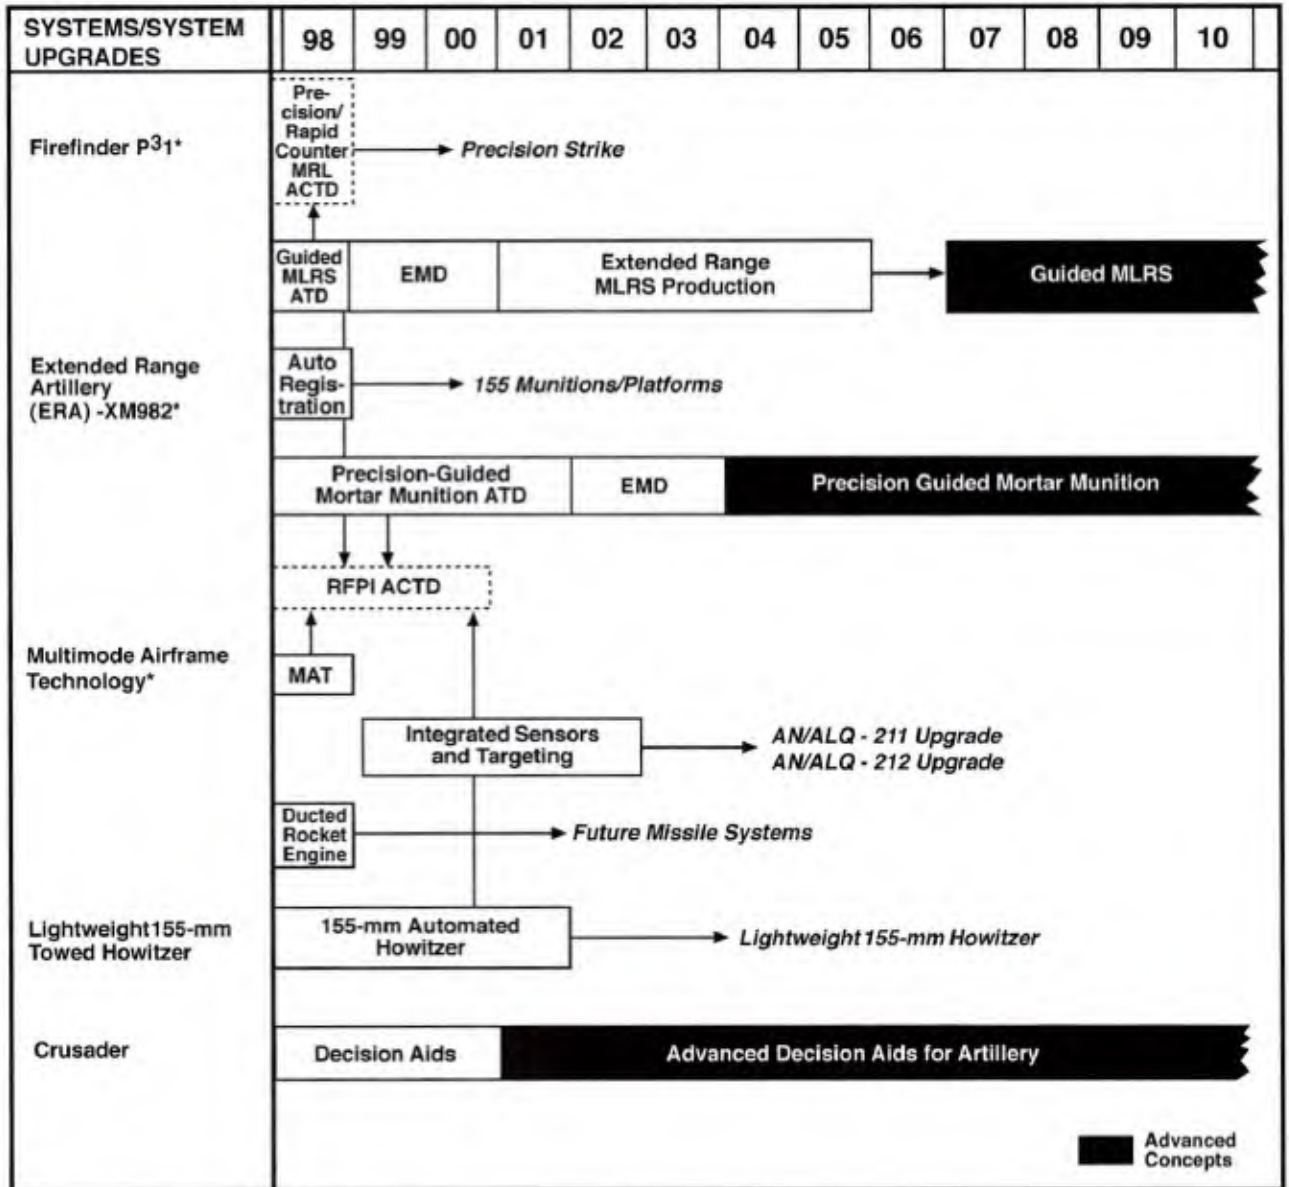 SYSTEMS/SYSTEM
UPGRADES
98 99 00 01 02 03 04 05 06 07 08 09 10
Pre-
cision/
Rapid
Counter
MRL
ACTD
Firefinder P³1*
Precision Strike
Guided
MLRS
ATD
EMD
Extended Range
MLRS Production
Guided MLRS
Extended Range
Artillery
(ERA) -XM982*
Auto
Regis-
tration
155 Munitions/Platforms
Precision-Guided
Mortar Munition ATD
EMD
Precision Guided Mortar Munition
RFPI ACTD
Multimode Airframe
Technology*
MAT
Integrated Sensors
and Targeting
AN/ALQ - 211 Upgrade
AN/ALQ - 212 Upgrade
Ducted
Rocket
Engine
Future Missile Systems
Lightweight155-mm
Towed Howitzer
155-mm Automated
Howitzer
Lightweight155-mm Howitzer
Crusader
Decision Aids
Advanced Decision Aids for Artillery
Advanced
Concepts